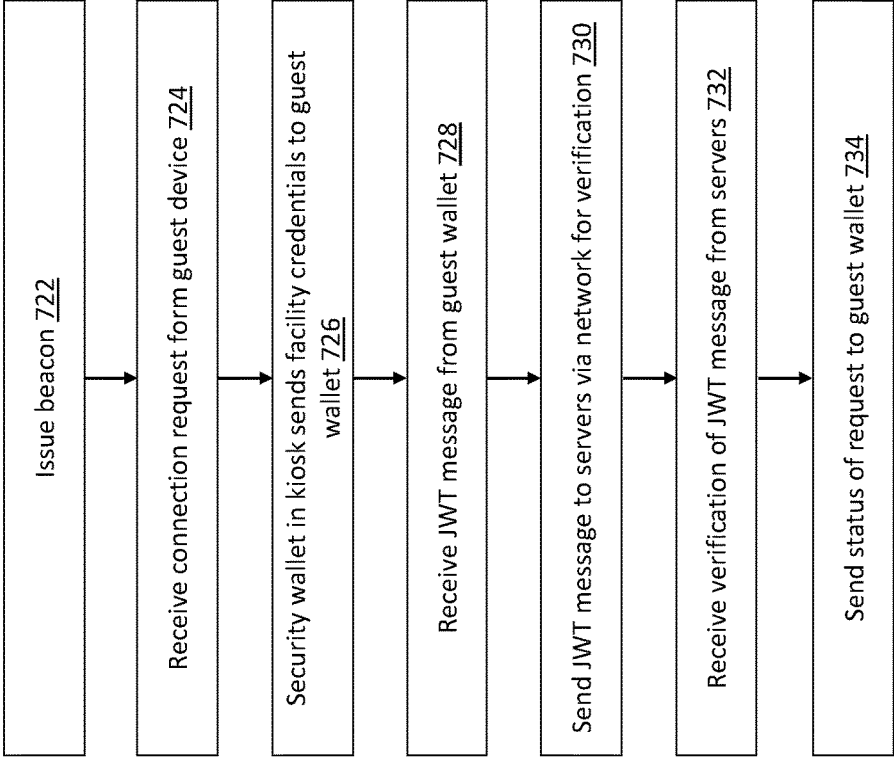 Issue beacon 722
Receive connection request form guest device 724
Security wallet in kiosk sends facility credentials to guest
wallet 726
Receive JWT message from guest wallet 728
Send JWT message to servers via network for verification 730
Receive verification of JWT message from servers 732
Send status of request to guest wallet 734